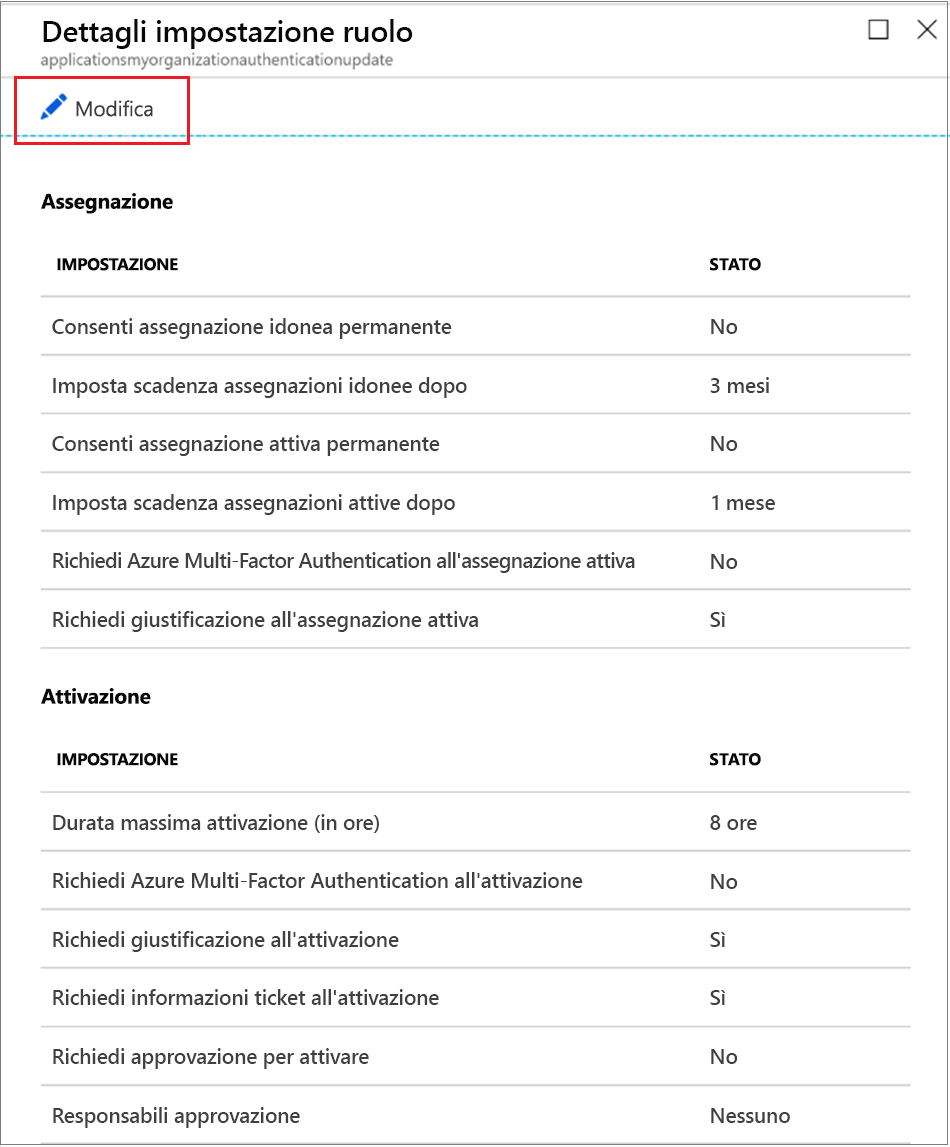 Dettagli impostazione ruolo
applicationsmyorganizationauthenticationupdate
Modifica
Assegnazione
IMPOSTAZIONE STATO
Consenti assegnazione idonea permanente No
Imposta scadenza assegnazioni idonee dopo 3 mesi
Consenti assegnazione attiva permanente No
Imposta scadenza assegnazioni attive dopo 1 mese
Richiedi Azure Multi-Factor Authentication all'assegnazione attiva No
Richiedi giustificazione all'assegnazione attiva Sì
Attivazione
IMPOSTAZIONE STATO
Durata massima attivazione (in ore) 8 ore
Richiedi Azure Multi-Factor Authentication all'attivazione No
Richiedi giustificazione all'attivazione Sì
Richiedi informazioni ticket all'attivazione Sì
Richiedi approvazione per attivare No
Responsabili approvazione Nessuno